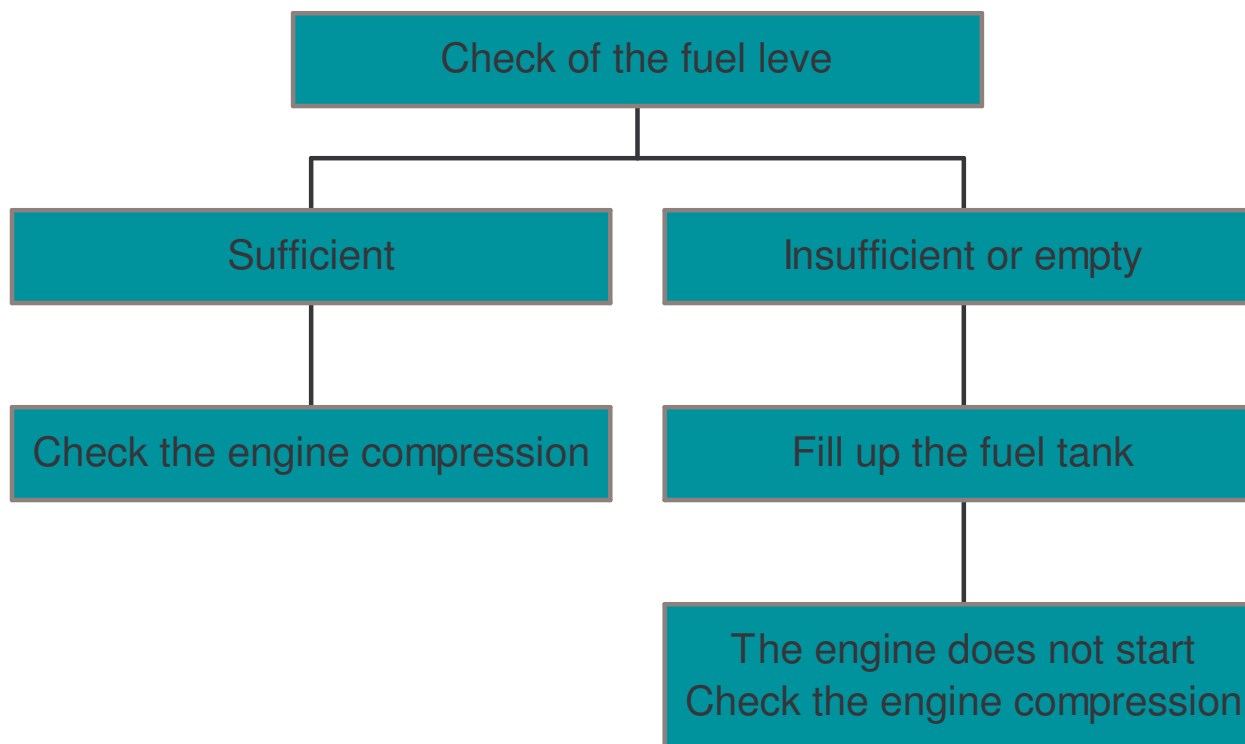 Check of the fuel leve
Sufficient
Insufficient or empty
Check the engine compression
Fill up the fuel tank
The engine does not start
Check the engine compression